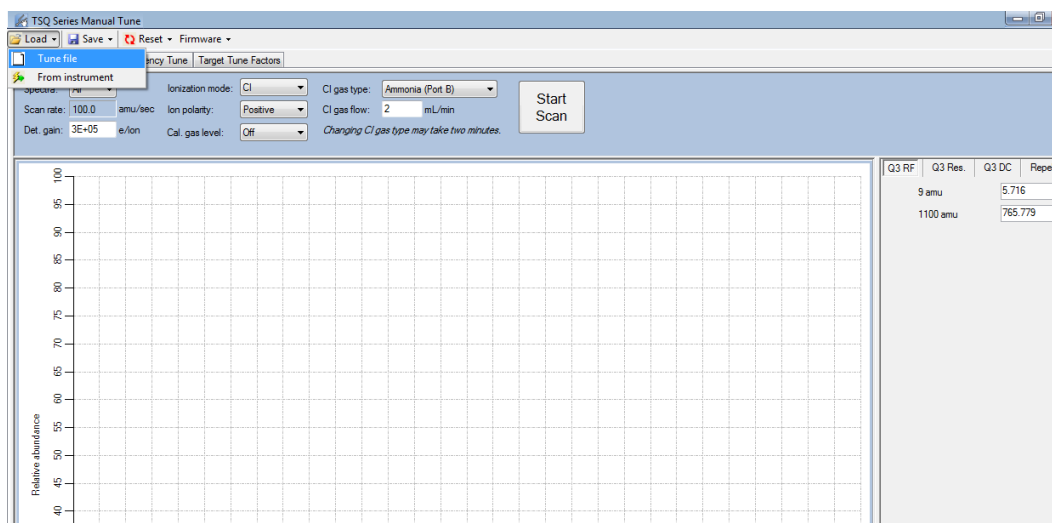 TSQ Series Manual Tune
Load Save Reset Firmware
Tune file
From instrument
ency Tune Target Tune Factors
Spectra: All Ionization mode: CI CI gas type: Ammonia (Port B)
Scan rate: 100.0 amu/sec Ion polarity: Positive CI gas flow: 2 mL/min
Det. gain: 3E+05 e/ion Cal. gas level: Off Changing CI gas type may take two minutes.
Start
Scan
Q3 RF Q3 Res. Q3 DC Repe
9 amu 5.716
1100 amu 765.779
100
95
90
85
80
75
70
65
60
55
50
45
40
Relative abundance